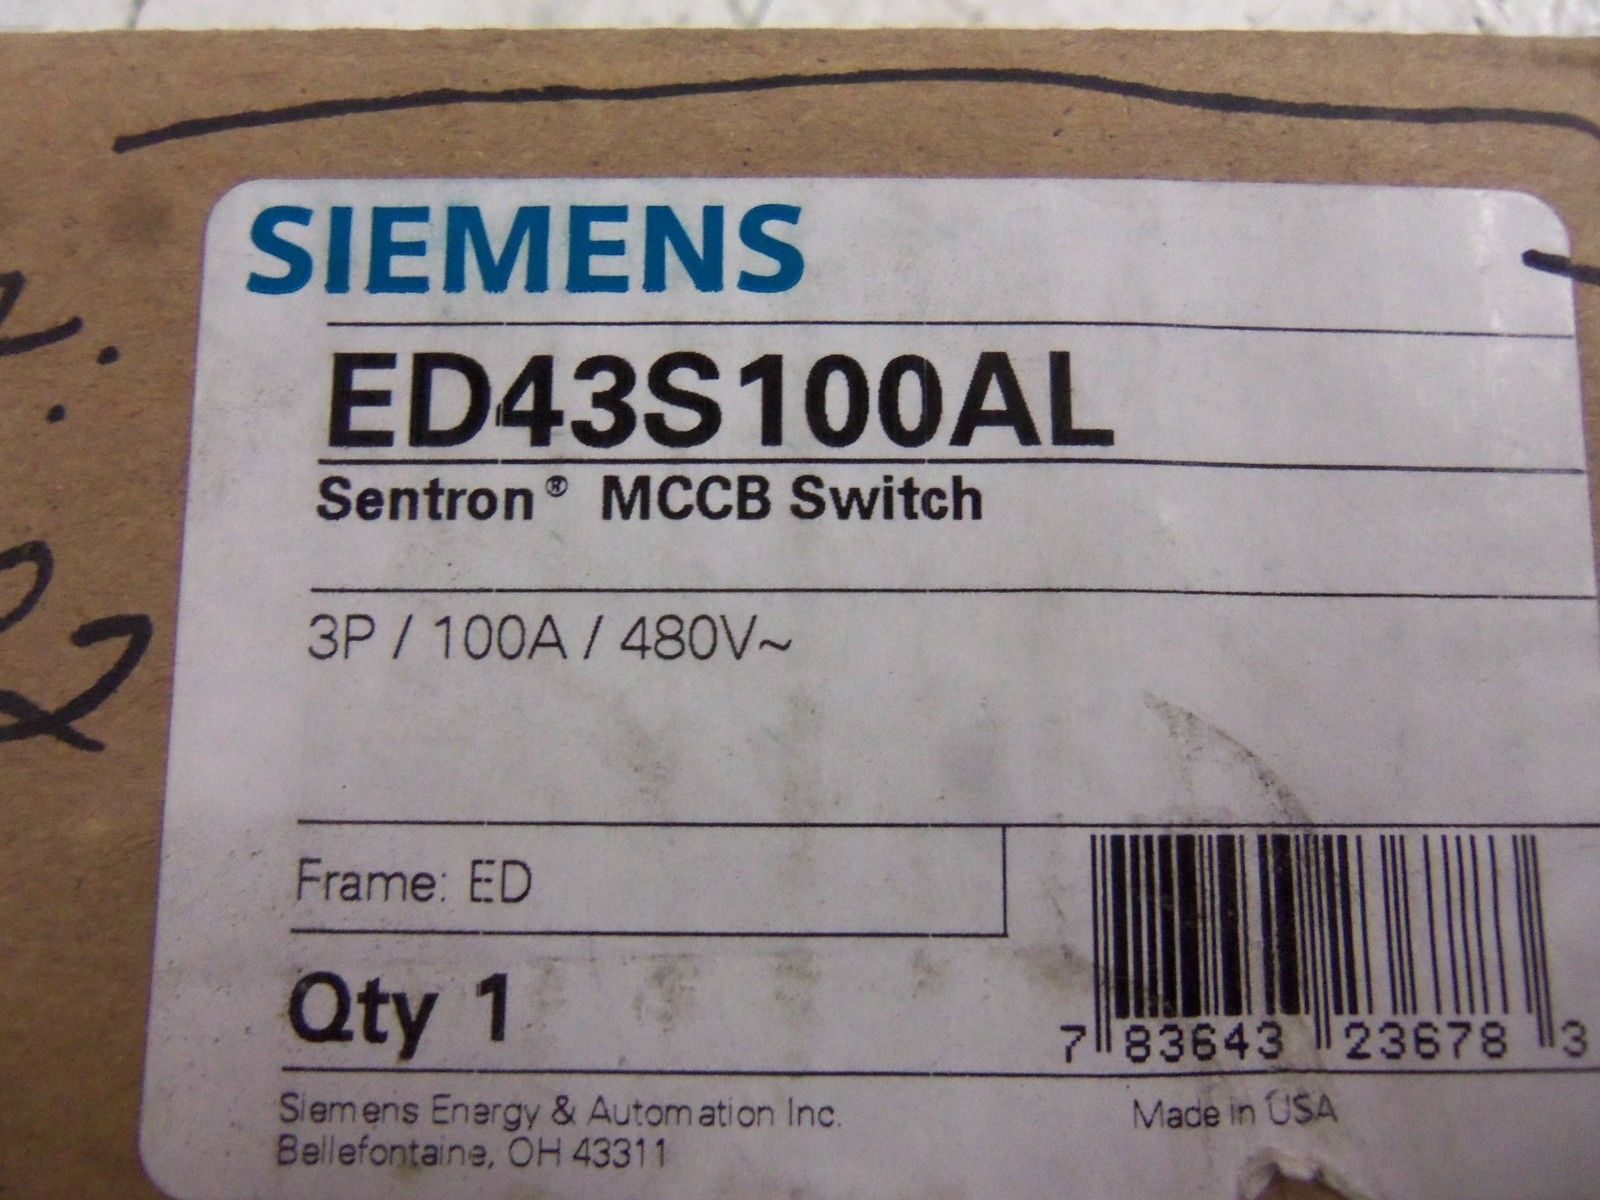 SIEMENS
ED43S100AL
Sentron® MCCB Switch
3P / 100A / 480V~
Frame: ED
Qty 1
7 83643 23678 3
Siemens Energy & Automation Inc.
Bellefontaine, OH 43311
Made in USA